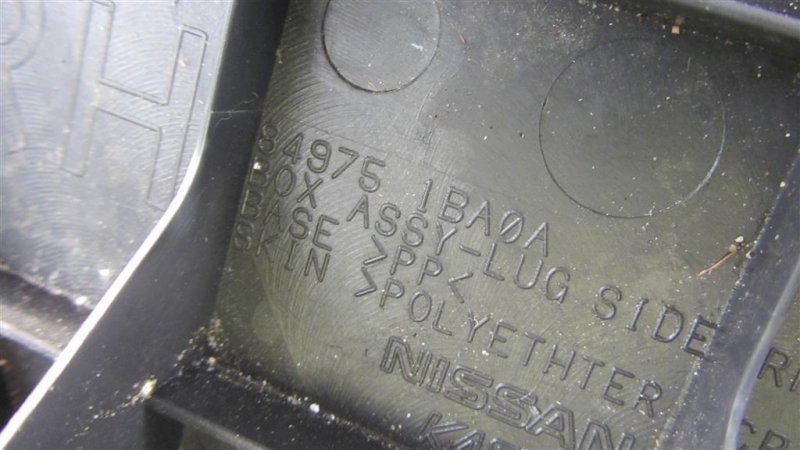 84975 1BA0A
BOX ASSY-LUG SIDE
BASE >PP<
SKIN >POLYETHTER
NISSAN